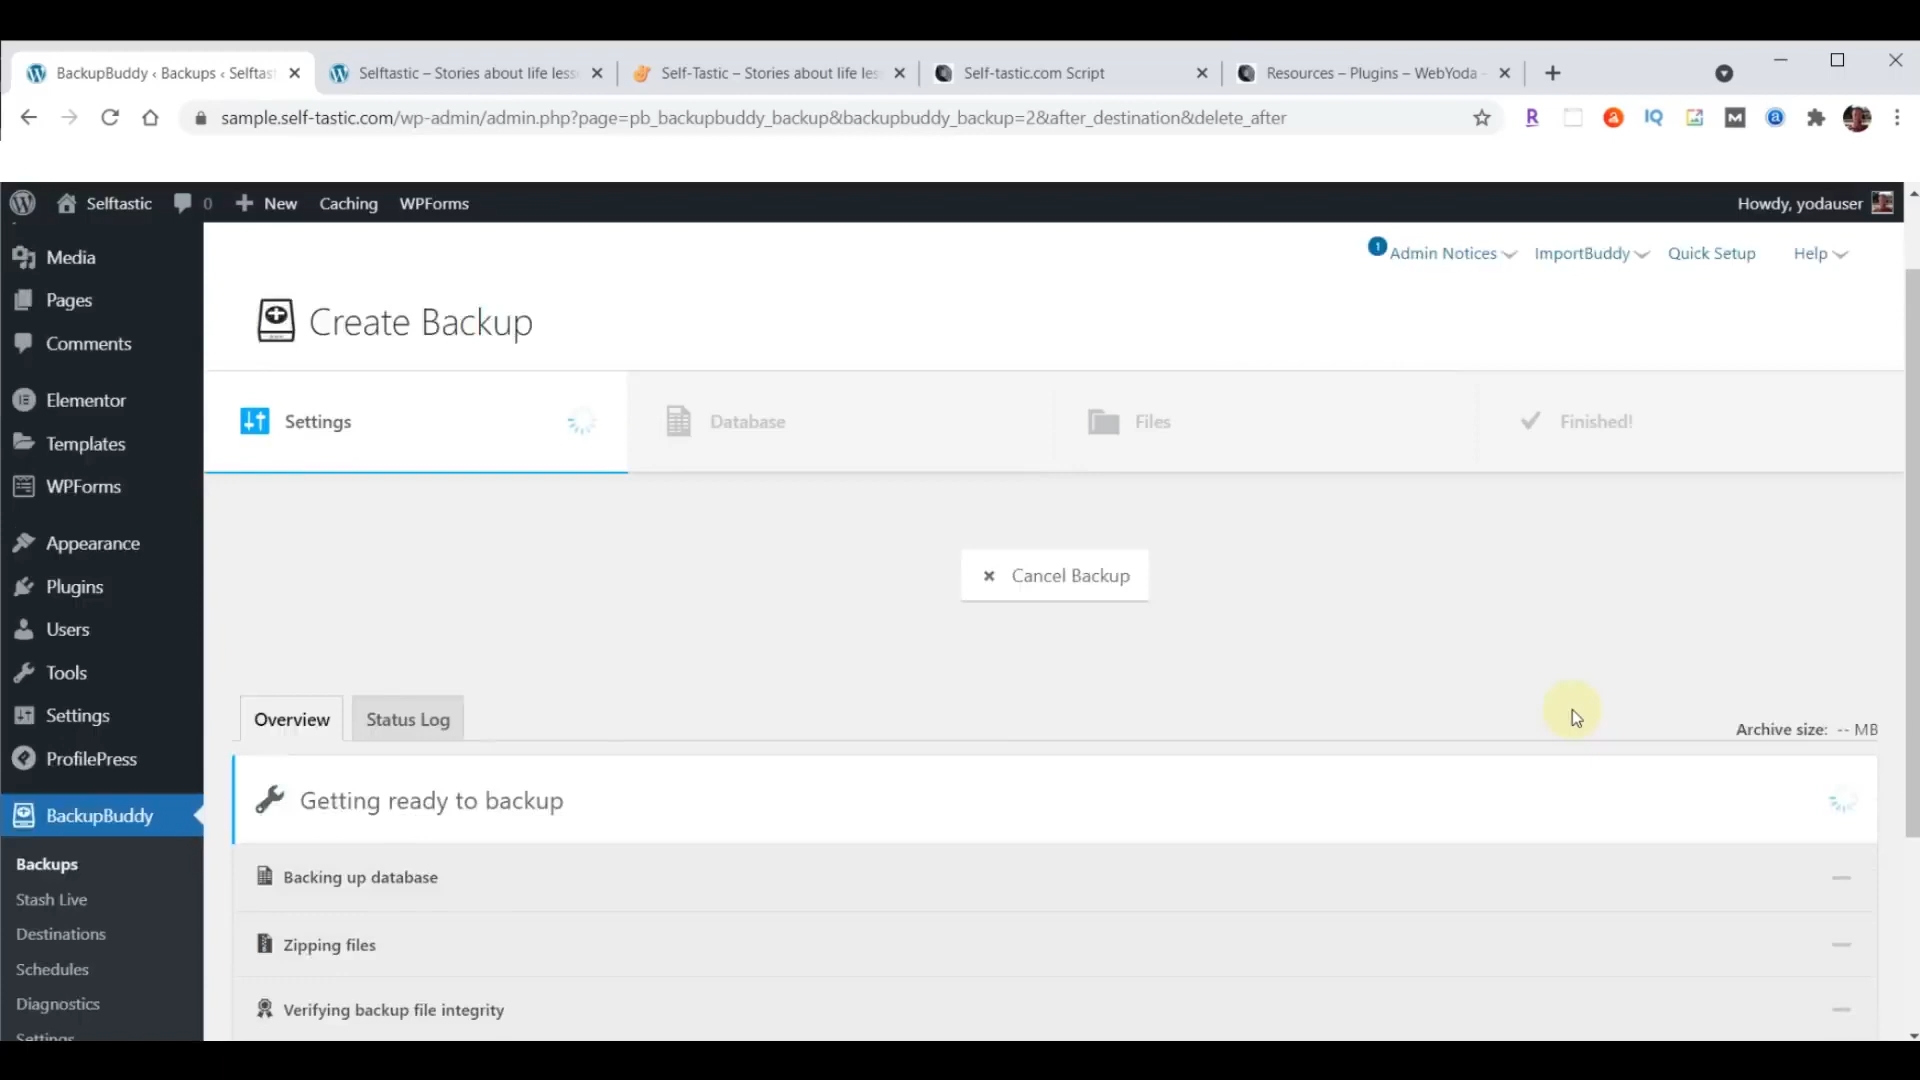 BackupBuddy ‹ Backups ‹ Selftast
Selftastic – Stories about life less
Self-Tastic – Stories about life les
Self-tastic.com Script
Resources – Plugins – WebYoda -
sample.self-tastic.com/wp-admin/admin.php?page=pb_backupbuddy_backup&backupbuddy_backup=2&after_destination&delete_after
R
a
IQ
M
a
Selftastic
0
New
Caching
WPForms
Howdy, yodauser
Media
Pages
Comments
Elementor
Templates
WPForms
Appearance
Plugins
Users
Tools
Settings
ProfilePress
BackupBuddy
Backups
Stash Live
Destinations
Schedules
Diagnostics
Settings
1
Admin Notices
ImportBuddy
Quick Setup
Help
Create Backup
Settings
Database
Files
Finished!
Cancel Backup
Overview
Status Log
Archive size: -- MB
Getting ready to backup
Backing up database
Zipping files
Verifying backup file integrity